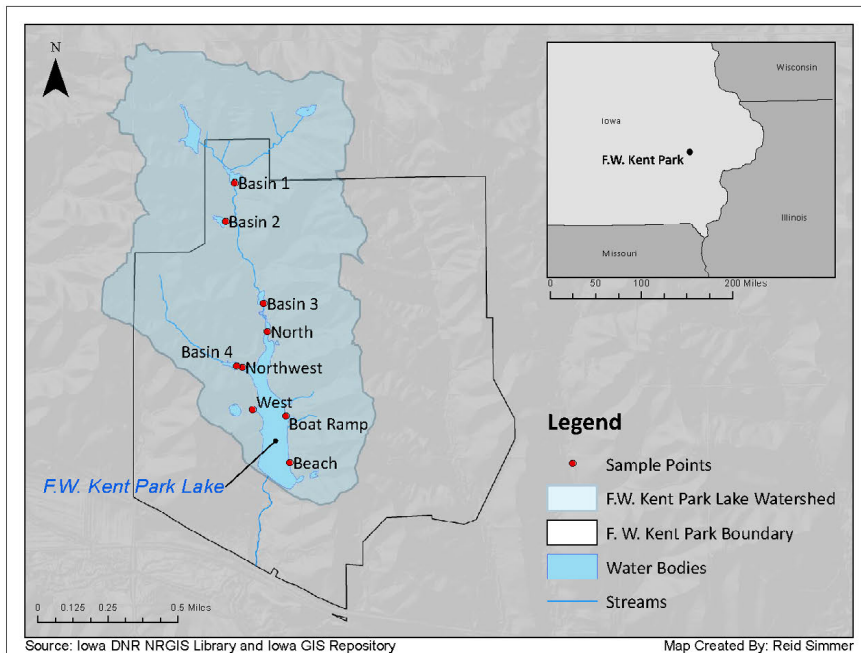 N
Wisconsin
Iowa
F.W. Kent Park
Illinois
Missouri
0 50 100 200 Miles
Basin 1
Basin 2
Basin 3
North
Basin 4
Northwest
West
Boat Ramp
Beach
F.W. Kent Park Lake
Legend
Sample Points
F.W. Kent Park Lake Watershed
F. W. Kent Park Boundary
Water Bodies
Streams
0 0.125 0.25 0.5 Miles
Source: Iowa DNR NRGIS Library and Iowa GIS Repository
Map Created By: Reid Simmer